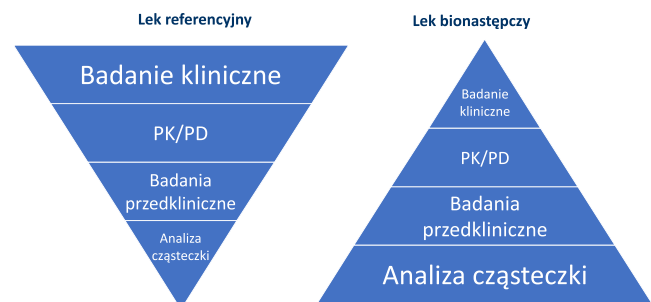 Lek referencyjny
Badanie kliniczne
PK/PD
Badania
przedkliniczne
Analiza
cząsteczki
Lek bionastępczy
Badanie
kliniczne
PK/PD
Badania
przedkliniczne
Analiza cząsteczki